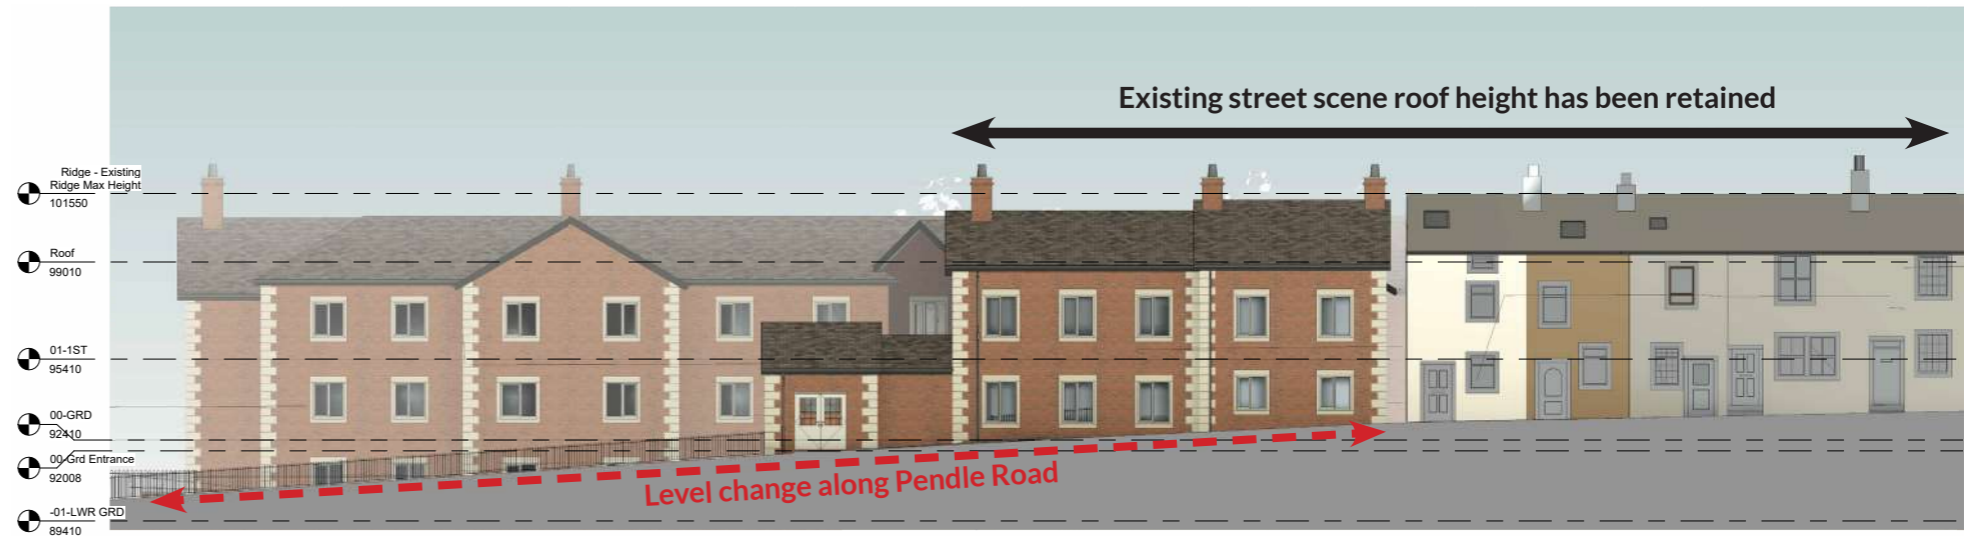 Existing street scene roof height has been retained
Ridge - Existing
Ridge Max Height
101550
Roof
99010
01-1ST
95410
00-GRD
92410
00-Grd Entrance
92008
Level change along Pendle Road
-01-LWR GRD
89410